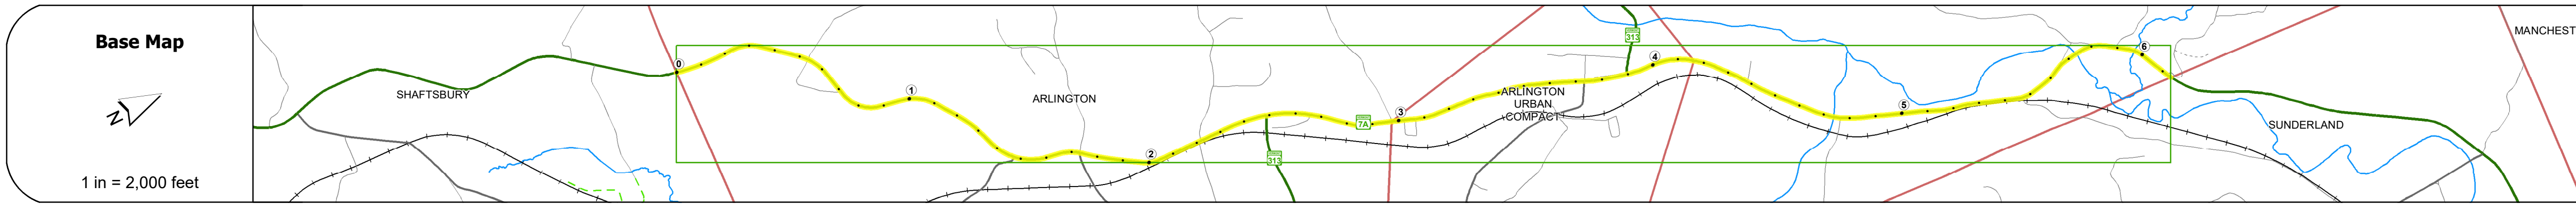 Base Map
N
1 in = 2,000 feet
SHAFTSBURY
0
1
ARLINGTON
2
313
7A
3
ARLINGTON
URBAN
COMPACT
313
4
5
6
SUNDERLAND
MANCHEST